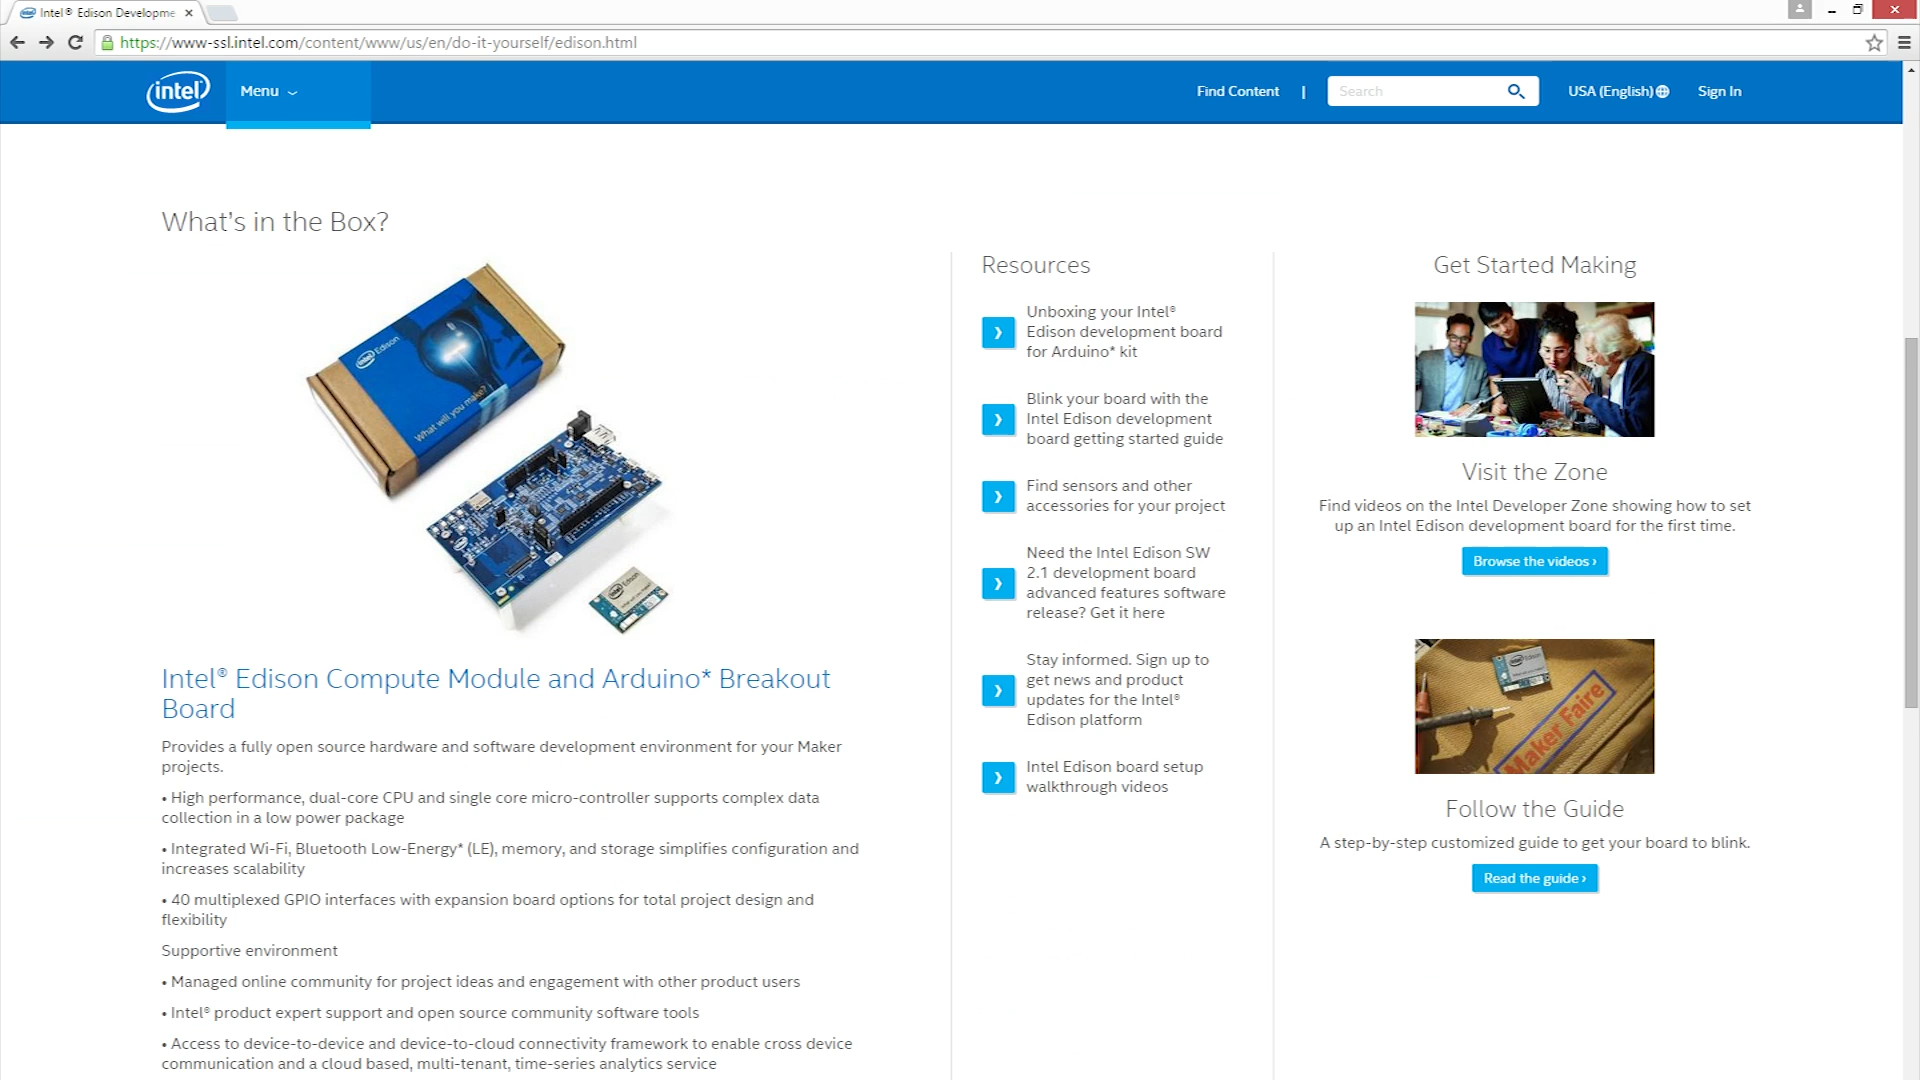 Intel® Edison Developme
https://www-ssl.intel.com/content/www/us/en/do-it-yourself/edison.html
intel
Menu
Find Content
|
Search
USA (English)
Sign In
What's in the Box?
intel Edison
What will you make?
intel Edison
Intel® Edison Compute Module and Arduino* Breakout
Board
Provides a fully open source hardware and software development environment for your Maker
projects.
• High performance, dual-core CPU and single core micro-controller supports complex data
collection in a low power package
• Integrated Wi-Fi, Bluetooth Low-Energy* (LE), memory, and storage simplifies configuration and
increases scalability
• 40 multiplexed GPIO interfaces with expansion board options for total project design and
flexibility
Supportive environment
• Managed online community for project ideas and engagement with other product users
• Intel® product expert support and open source community software tools
• Access to device-to-device and device-to-cloud connectivity framework to enable cross device
communication and a cloud based, multi-tenant, time-series analytics service
Resources
Unboxing your Intel®
Edison development board
for Arduino* kit
Blink your board with the
Intel Edison development
board getting started guide
Find sensors and other
accessories for your project
Need the Intel Edison SW
2.1 development board
advanced features software
release? Get it here
Stay informed. Sign up to
get news and product
updates for the Intel®
Edison platform
Intel Edison board setup
walkthrough videos
Get Started Making
Visit the Zone
Find videos on the Intel Developer Zone showing how to set
up an Intel Edison development board for the first time.
Browse the videos ›
intel Edison
Maker Faire
Follow the Guide
A step-by-step customized guide to get your board to blink.
Read the guide ›